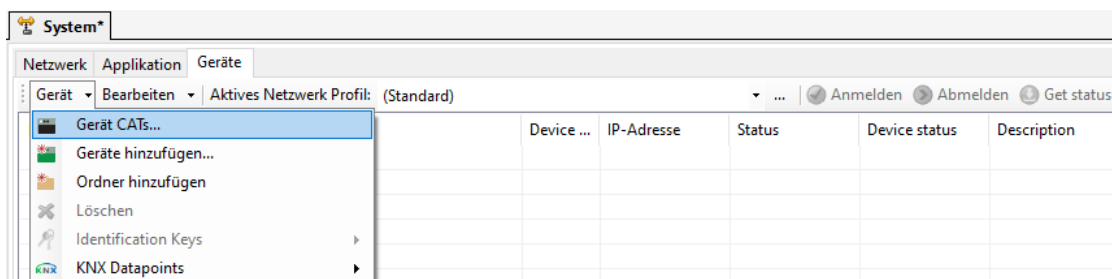 System*
Netzwerk Applikation Geräte
Gerät Bearbeiten Aktives Netzwerk Profil: (Standard) ... Anmelden Abmelden Get status
Gerät CATs... Device ... IP-Adresse Status Device status Description
Geräte hinzufügen...
Ordner hinzufügen
Löschen
Identification Keys
KNX KNX Datapoints